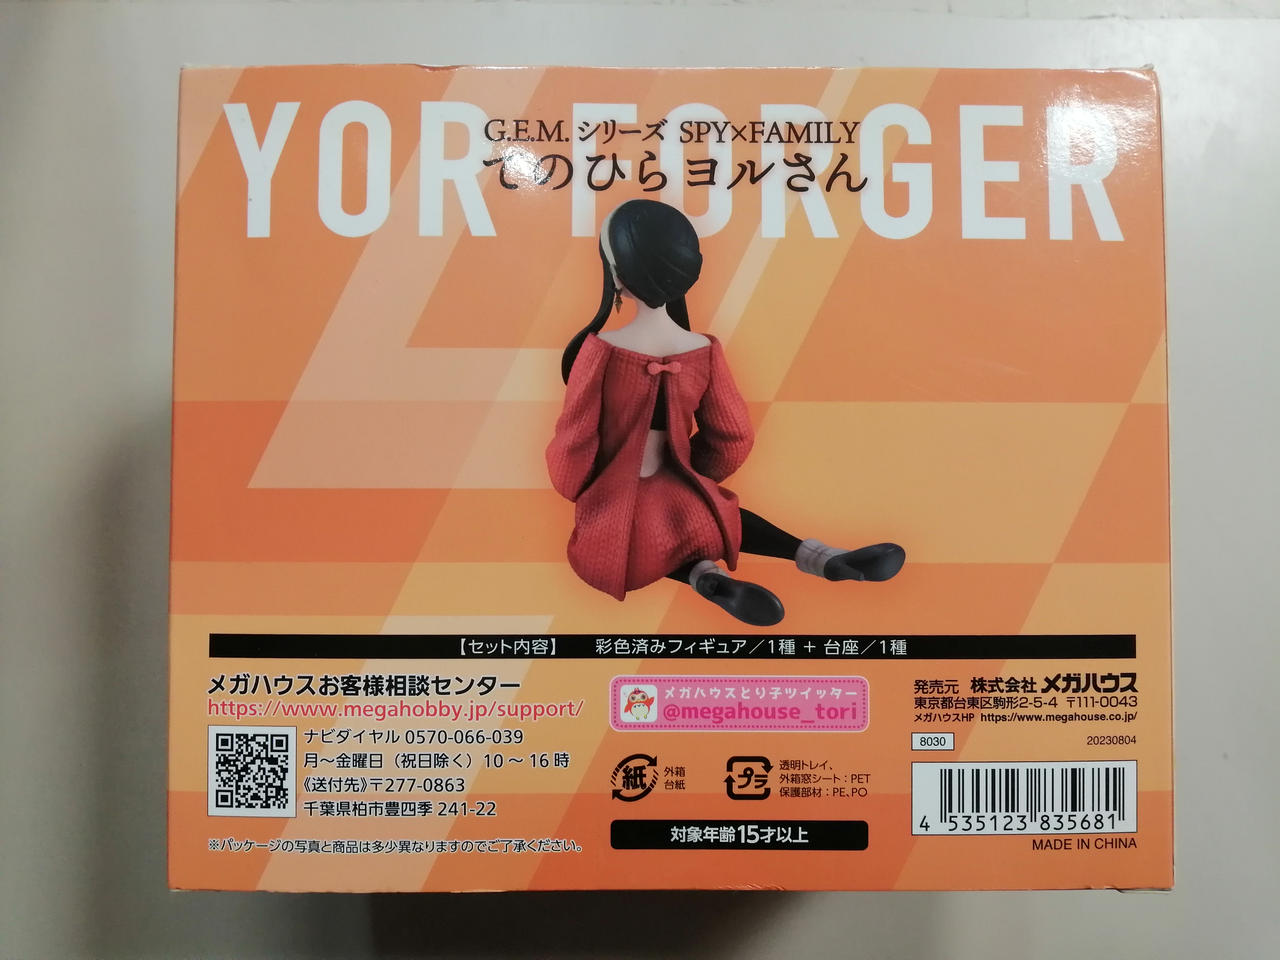 YOR FORGER
G.E.M.シリーズ SPY×FAMILY
てのひらヨルさん
【セット内容】 彩色済みフィギュア／1種 + 台座／1種
メガハウスお客様相談センター
https://www.megahobby.jp/support/
ナビダイヤル 0570-066-039
月〜金曜日（祝日除く）10〜16時
《送付先》〒277-0863
千葉県柏市豊四季241-22
※パッケージの写真と商品は多少異なりますのでご了承ください。
メガハウスとり子ツイッター
@megahouse_tori
紙
外箱
台紙
プラ
透明トレイ、
外箱窓シート：PET
保護部材：PE、PO
対象年齢15才以上
発売元 株式会社メガハウス
東京都台東区駒形2-5-4 〒111-0043
メガハウスHP https://www.megahouse.co.jp/
8030
20230804
4 535123 835681
MADE IN CHINA